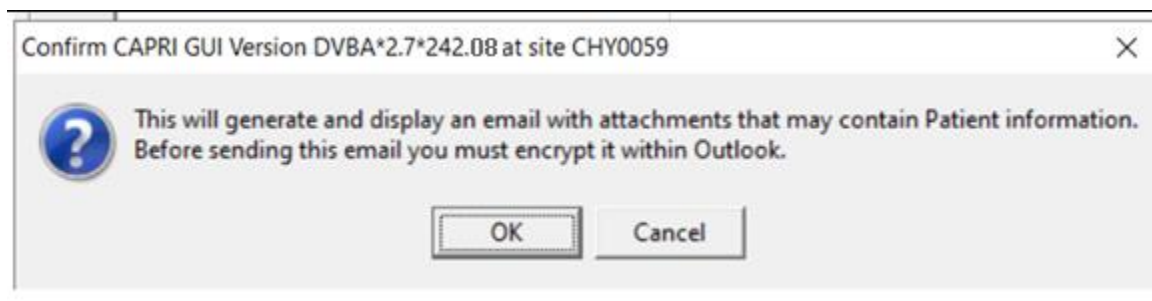 Confirm CAPRI GUI Version DVBA*2.7*242.08 at site CHY0059
This will generate and display an email with attachments that may contain Patient information.
Before sending this email you must encrypt it within Outlook.
OK Cancel